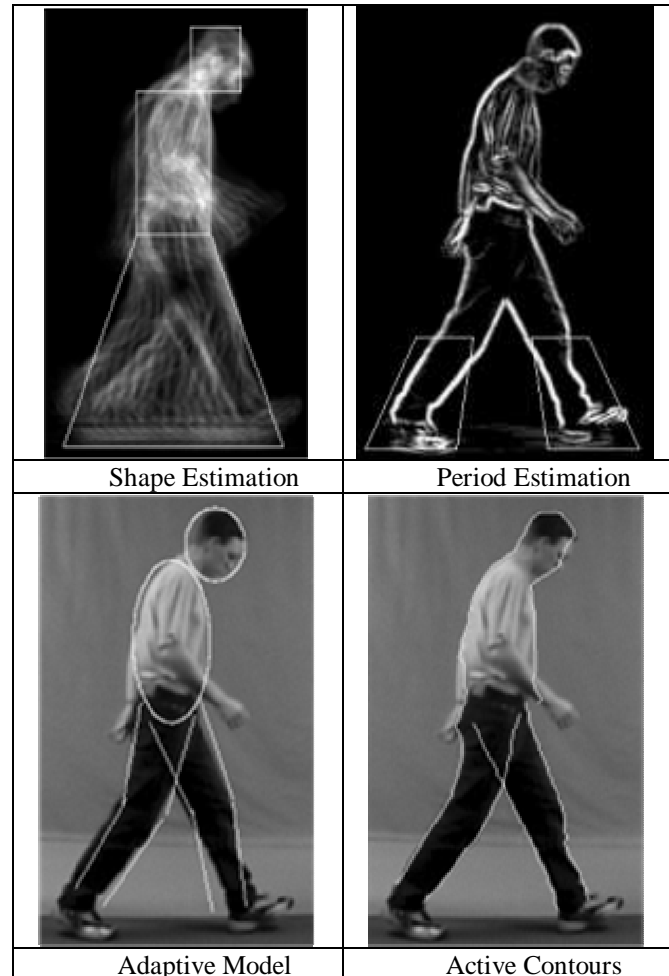 Shape Estimation
Period Estimation
Adaptive Model
Active Contours